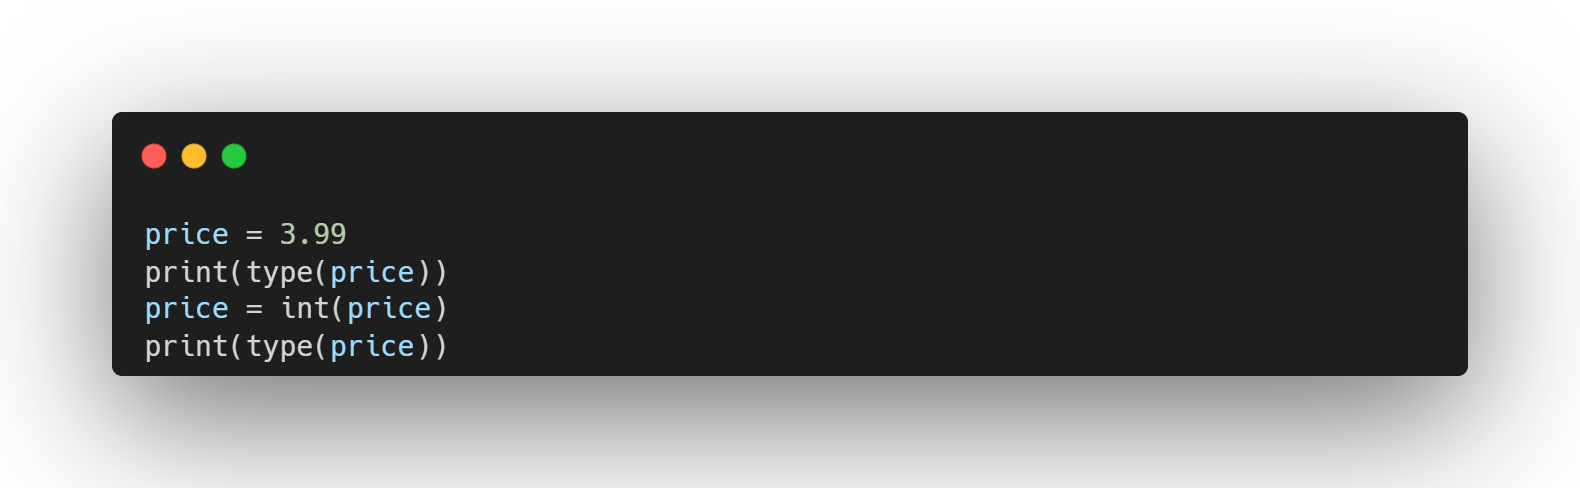 price = 3.99
print(type(price))
price = int(price)
print(type(price))